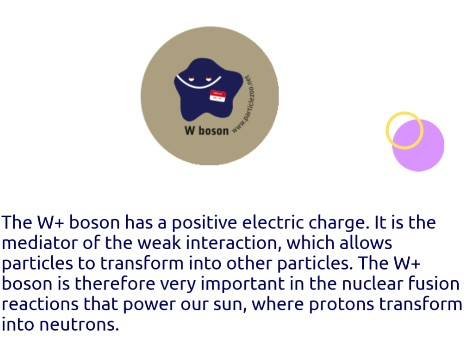 W boson
www.particlezoo.net
The W+ boson has a positive electric charge. It is the
mediator of the weak interaction, which allows
particles to transform into other particles. The W+
boson is therefore very important in the nuclear fusion
reactions that power our sun, where protons transform
into neutrons.